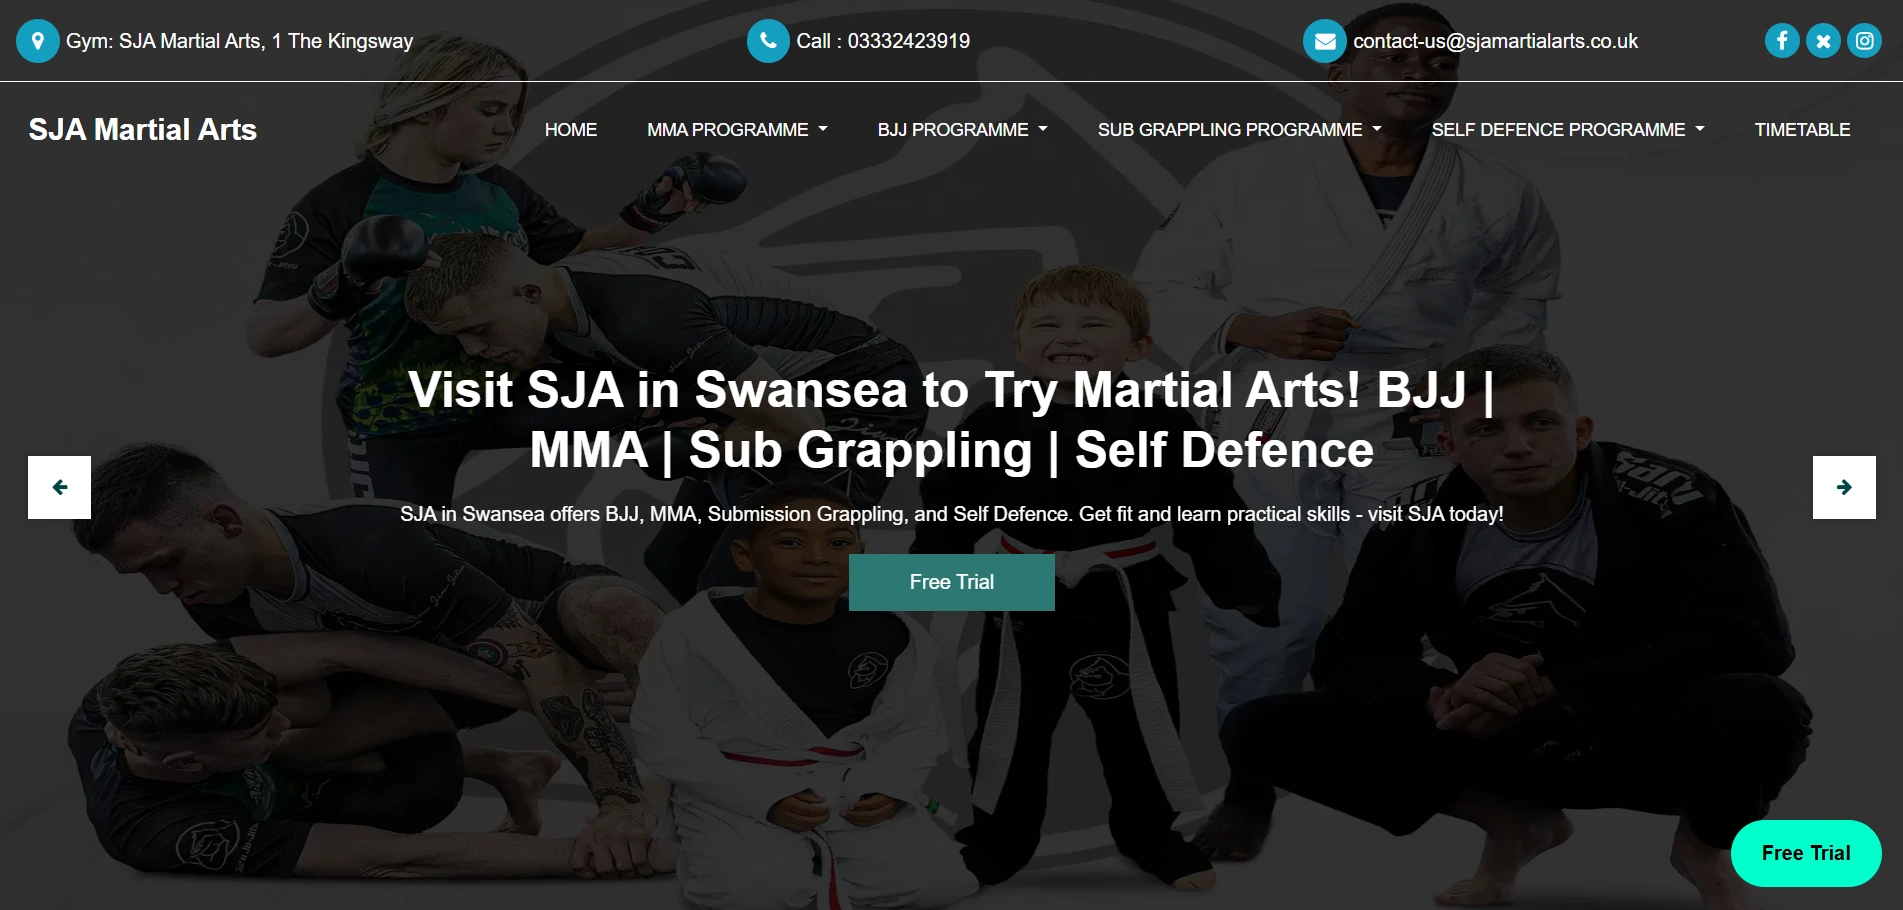 Gym: SJA Martial Arts, 1 The Kingsway
Call : 03332423919
contact-us@sjamartialarts.co.uk
SJA Martial Arts
HOME
MMA PROGRAMME
BJJ PROGRAMME
SUB GRAPPLING PROGRAMME
SELF DEFENCE PROGRAMME
TIMETABLE
Visit SJA in Swansea to Try Martial Arts! BJJ |
MMA | Sub Grappling | Self Defence
SJA in Swansea offers BJJ, MMA, Submission Grappling, and Self Defence. Get fit and learn practical skills - visit SJA today!
Free Trial
Free Trial